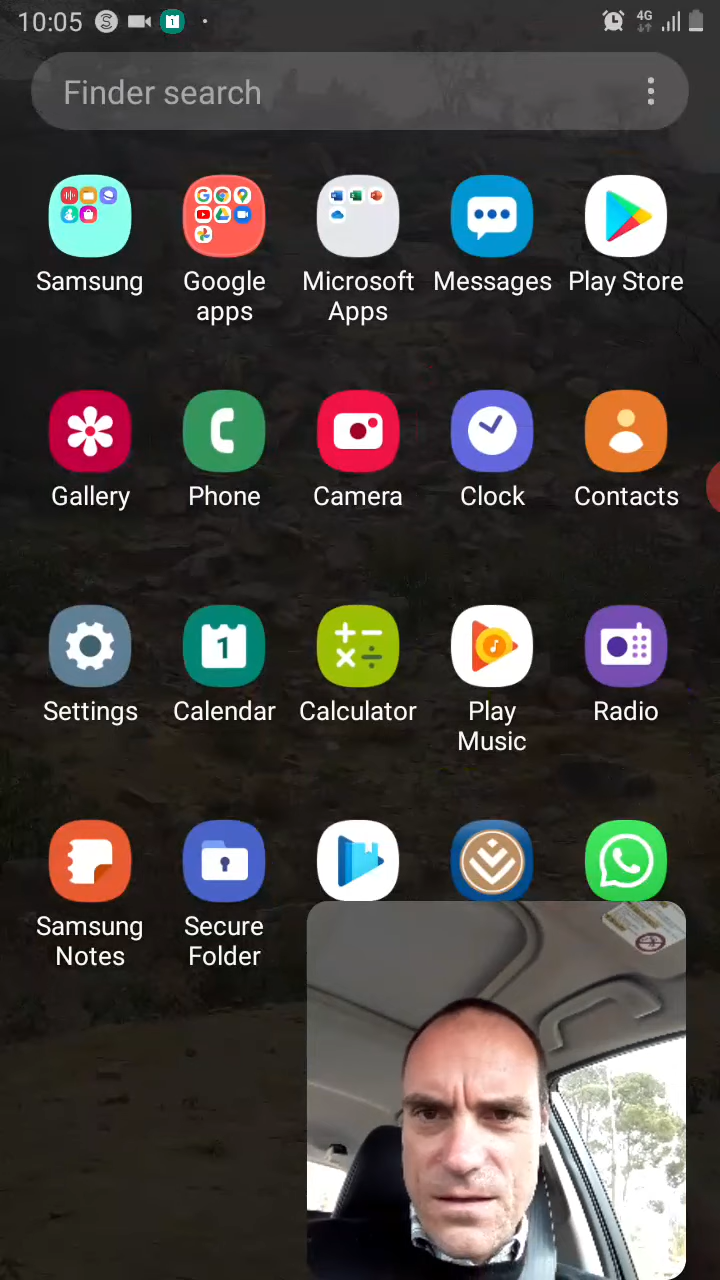 10:05
4G
Finder search
Samsung
Google apps
Microsoft Apps
Messages
Play Store
Gallery
Phone
Camera
Clock
Contacts
Settings
1
Calendar
Calculator
Play Music
Radio
Samsung Notes
Secure Folder